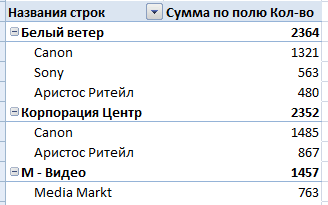 Названия строк Сумма по полю Кол-во
Белый ветер 2364
Canon 1321
Sony 563
Аристос Ритейл 480
Корпорация Центр 2352
Canon 1485
Аристос Ритейл 867
М - Видео 1457
Media Markt 763